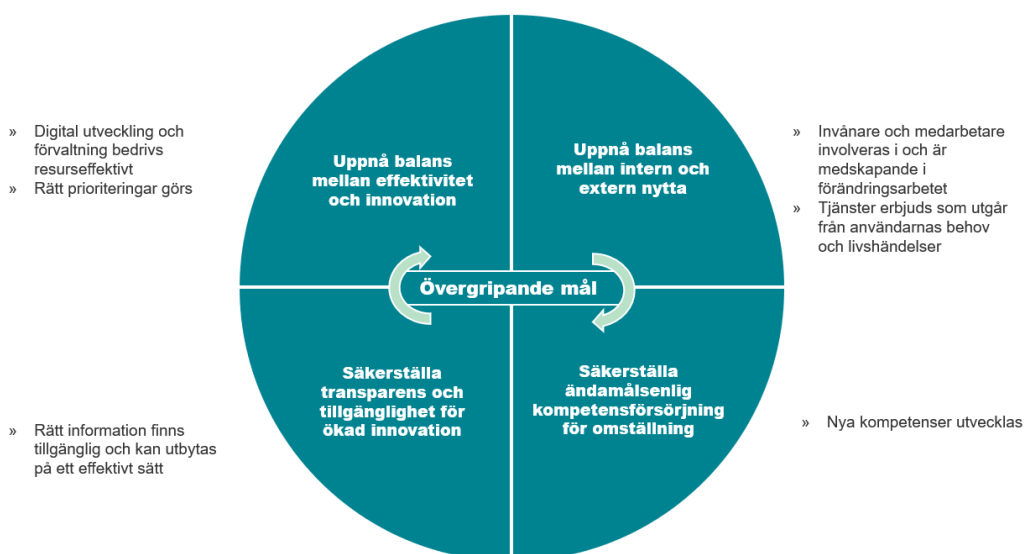 » Digital utveckling och
förvaltning bedrivs
resurseffektivt
» Rätt prioriteringar görs
Uppnå balans
mellan effektivitet
och innovation
Uppnå balans
mellan intern och
extern nytta
» Invånare och medarbetare
involveras i och är
medskapande i
förändringsarbetet
» Tjänster erbjuds som utgår
från användarnas behov
och livshändelser
Övergripande mål
» Rätt information finns
tillgänglig och kan utbytas
på ett effektivt sätt
Säkerställa
transparens och
tillgänglighet för
ökad innovation
Säkerställa
ändamålsenlig
kompetensförsörjning
för omställning
» Nya kompetenser utvecklas